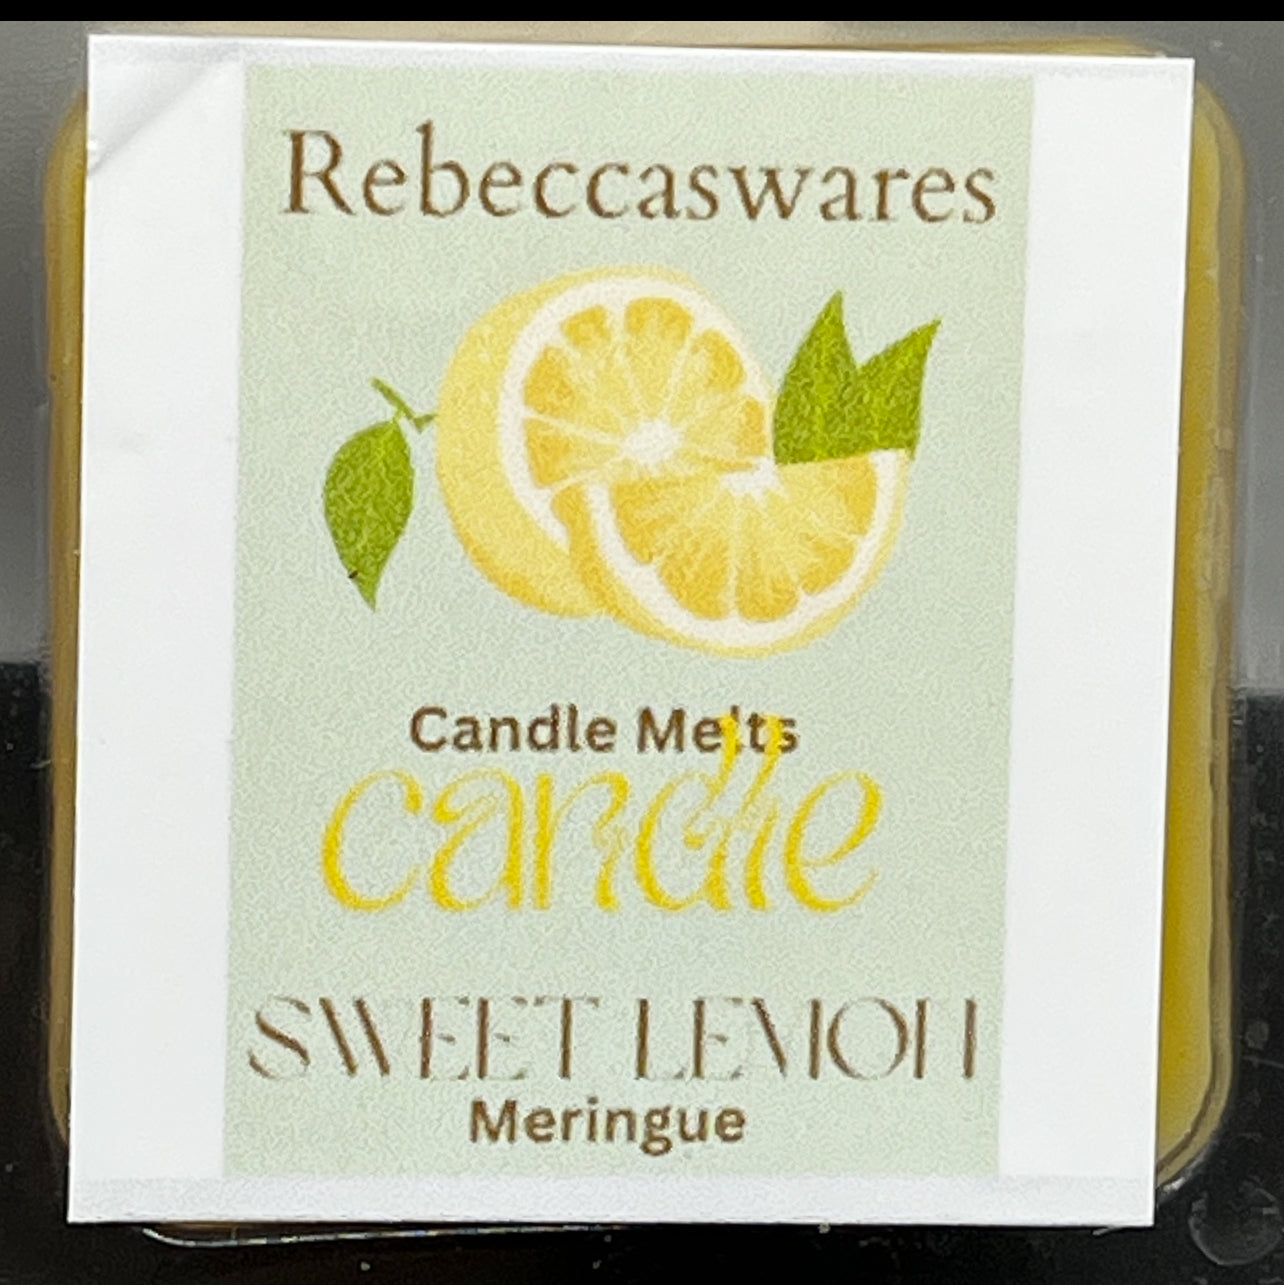 Rebeccaswares
Candle Melts
candle
SWEET LEMON
Meringue